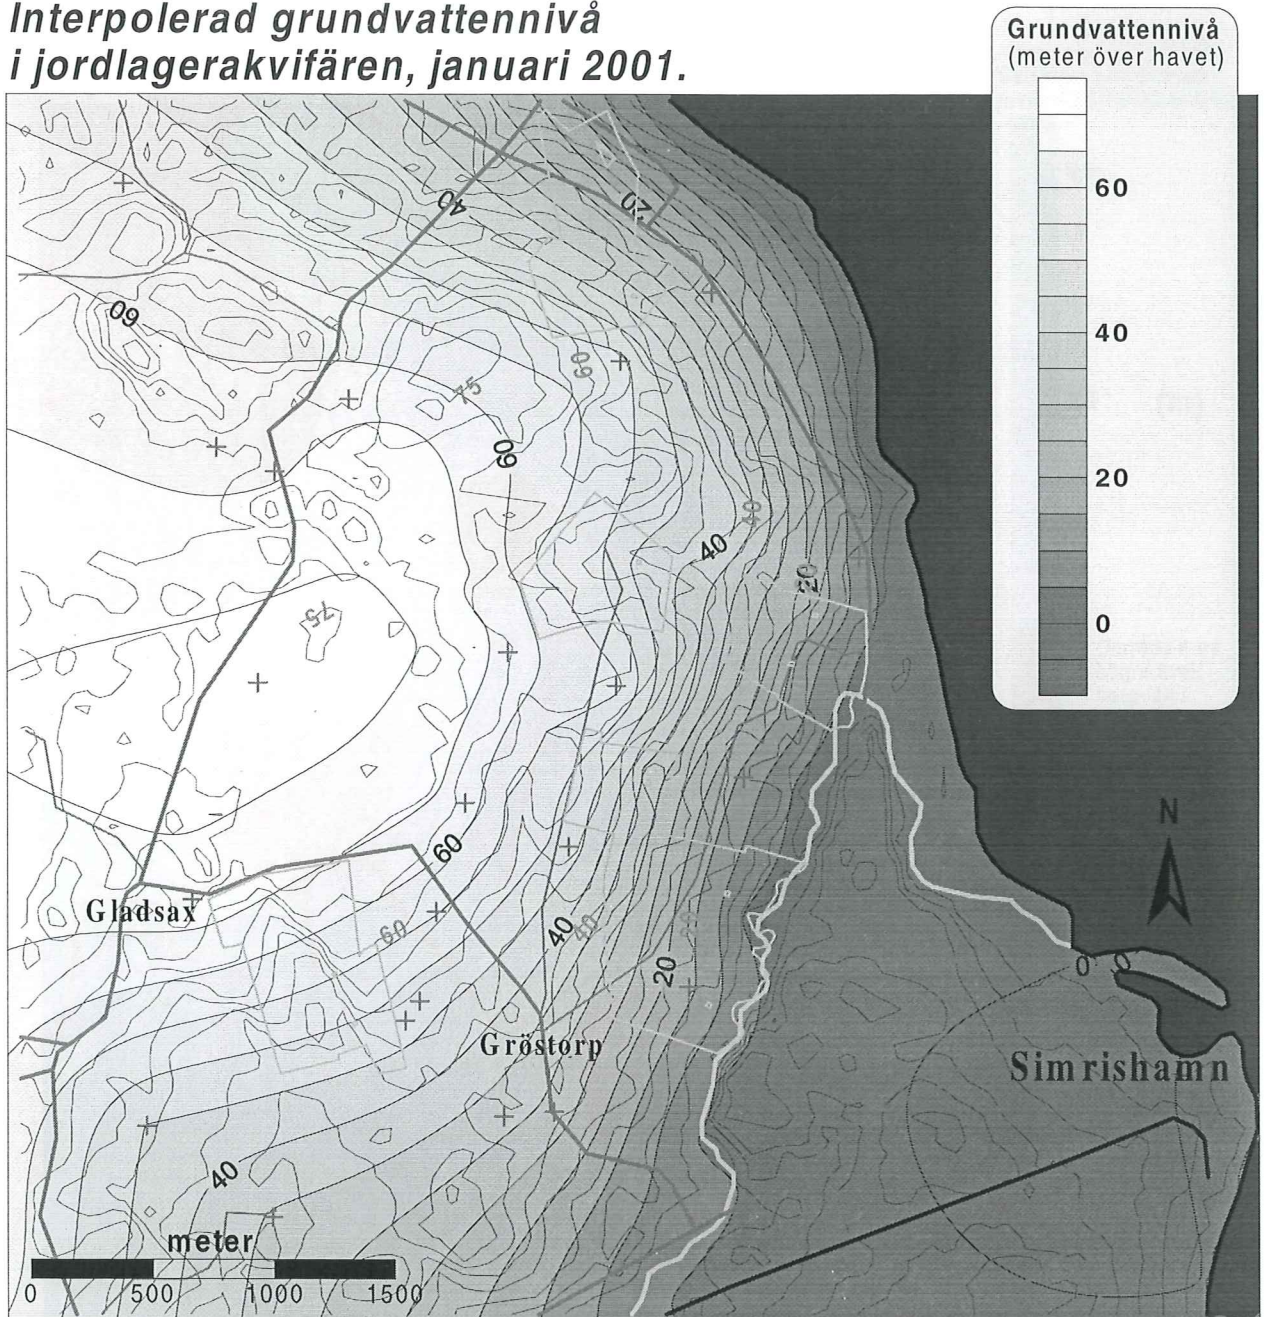 Interpolerad grundvattennivå
i jordlagerakvifären, januari 2001.
Grundvattennivå
(meter över havet)
60
40
20
0
40
20
60
60
75
60
40
40
20
75
N
60
Gladsax
60
40
40
20
20
0
0
Gröstorp
Simrishamn
40
meter
0 500 1000 1500